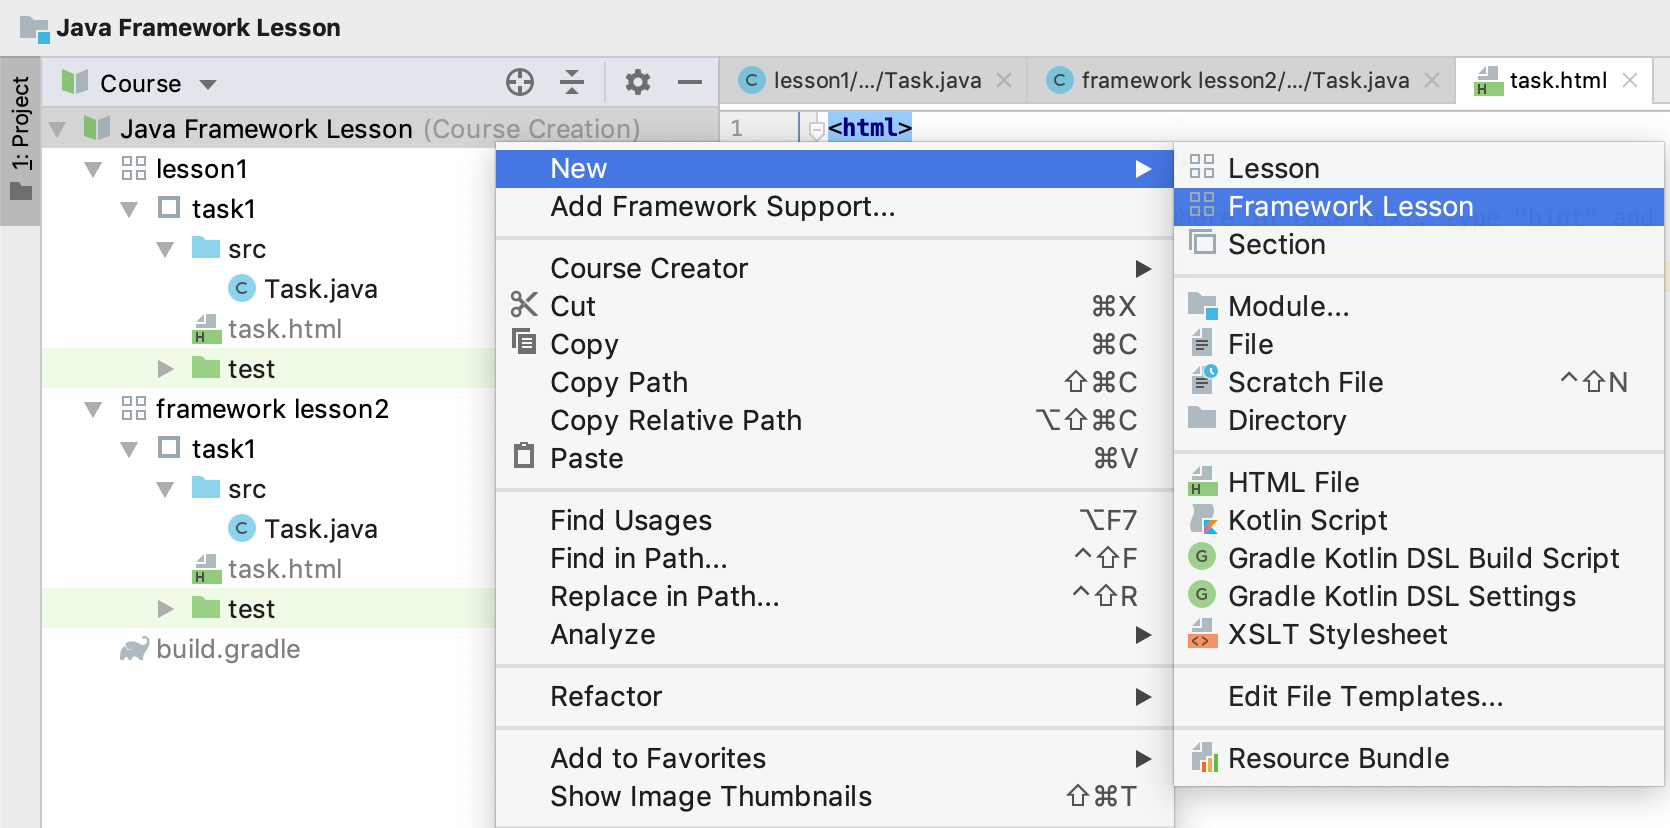 Java Framework Lesson
1: Project
Course
lesson1/.../Task.java
framework lesson2/.../Task.java
task.html
Java Framework Lesson (Course Creation)
lesson1
task1
src
Task.java
task.html
test
framework lesson2
task1
src
Task.java
task.html
test
build.gradle
1
<html>
New
Add Framework Support...
Course Creator
Cut ⌘X
Copy ⌘C
Copy Path ⇧⌘C
Copy Relative Path ⌥⇧⌘C
Paste ⌘V
Find Usages ⌥F7
Find in Path... ^⇧F
Replace in Path... ^⇧R
Analyze
Refactor
Add to Favorites
Show Image Thumbnails ⇧⌘T
Lesson
Framework Lesson
"hint" and
Section
Module...
File
Scratch File ^⇧N
Directory
HTML File
Kotlin Script
Gradle Kotlin DSL Build Script
Gradle Kotlin DSL Settings
XSLT Stylesheet
Edit File Templates...
Resource Bundle